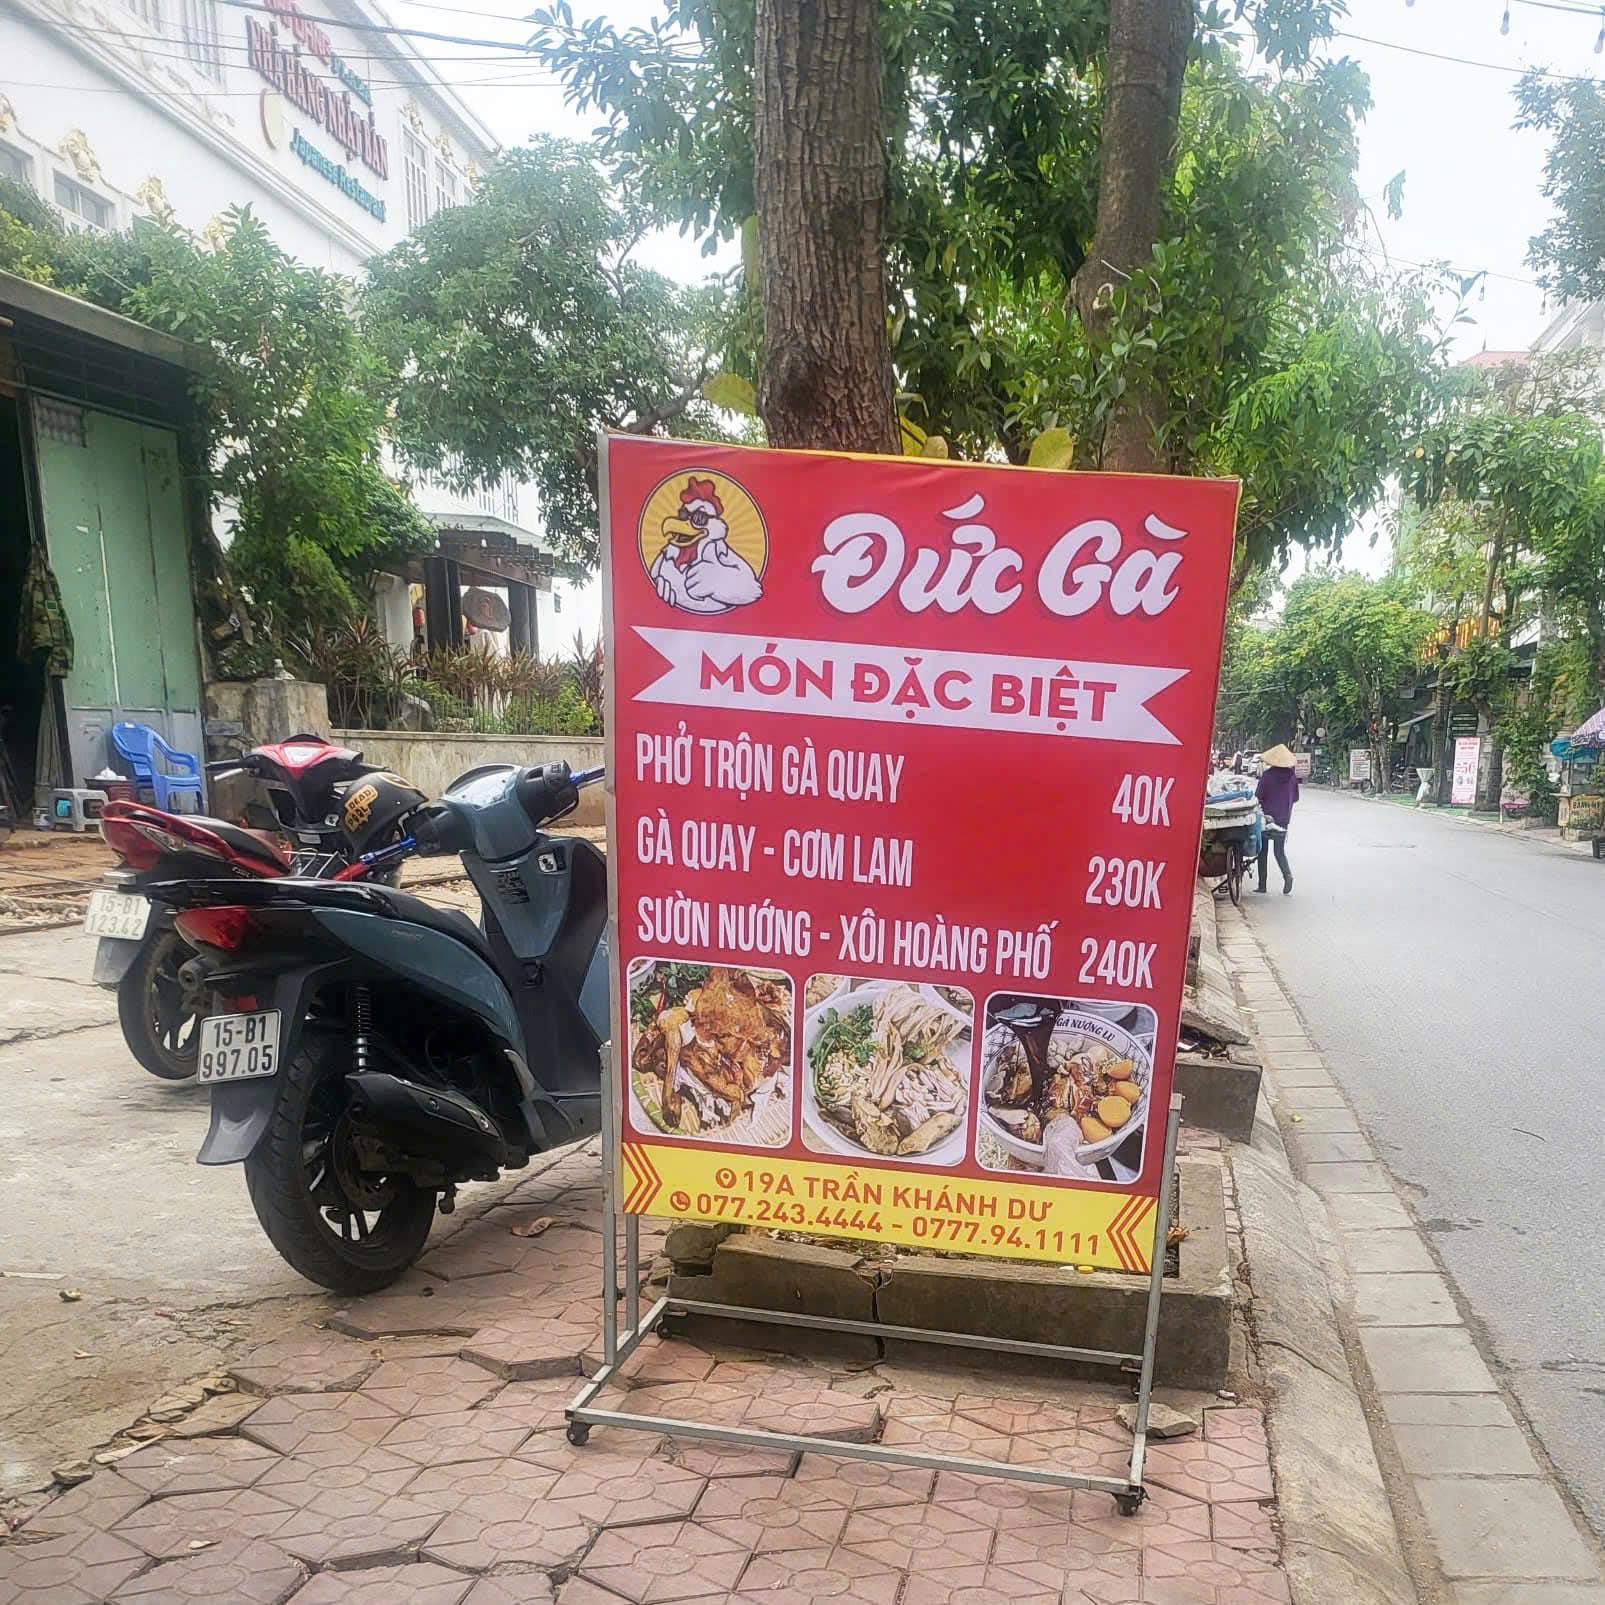 NHÀ HÀNG NHẬT BẢN
Japanese Restaurant
Đức Gà
MÓN ĐẶC BIỆT
PHỞ TRỘN GÀ QUAY 40K
GÀ QUAY - CƠM LAM 230K
SƯỜN NƯỚNG - XÔI HOÀNG PHỐ 240K
GÀ NƯỚNG LU
19A TRẦN KHÁNH DƯ
077.243.4444 - 0777.94.1111
15-B1
123.42
15-B1
997.05